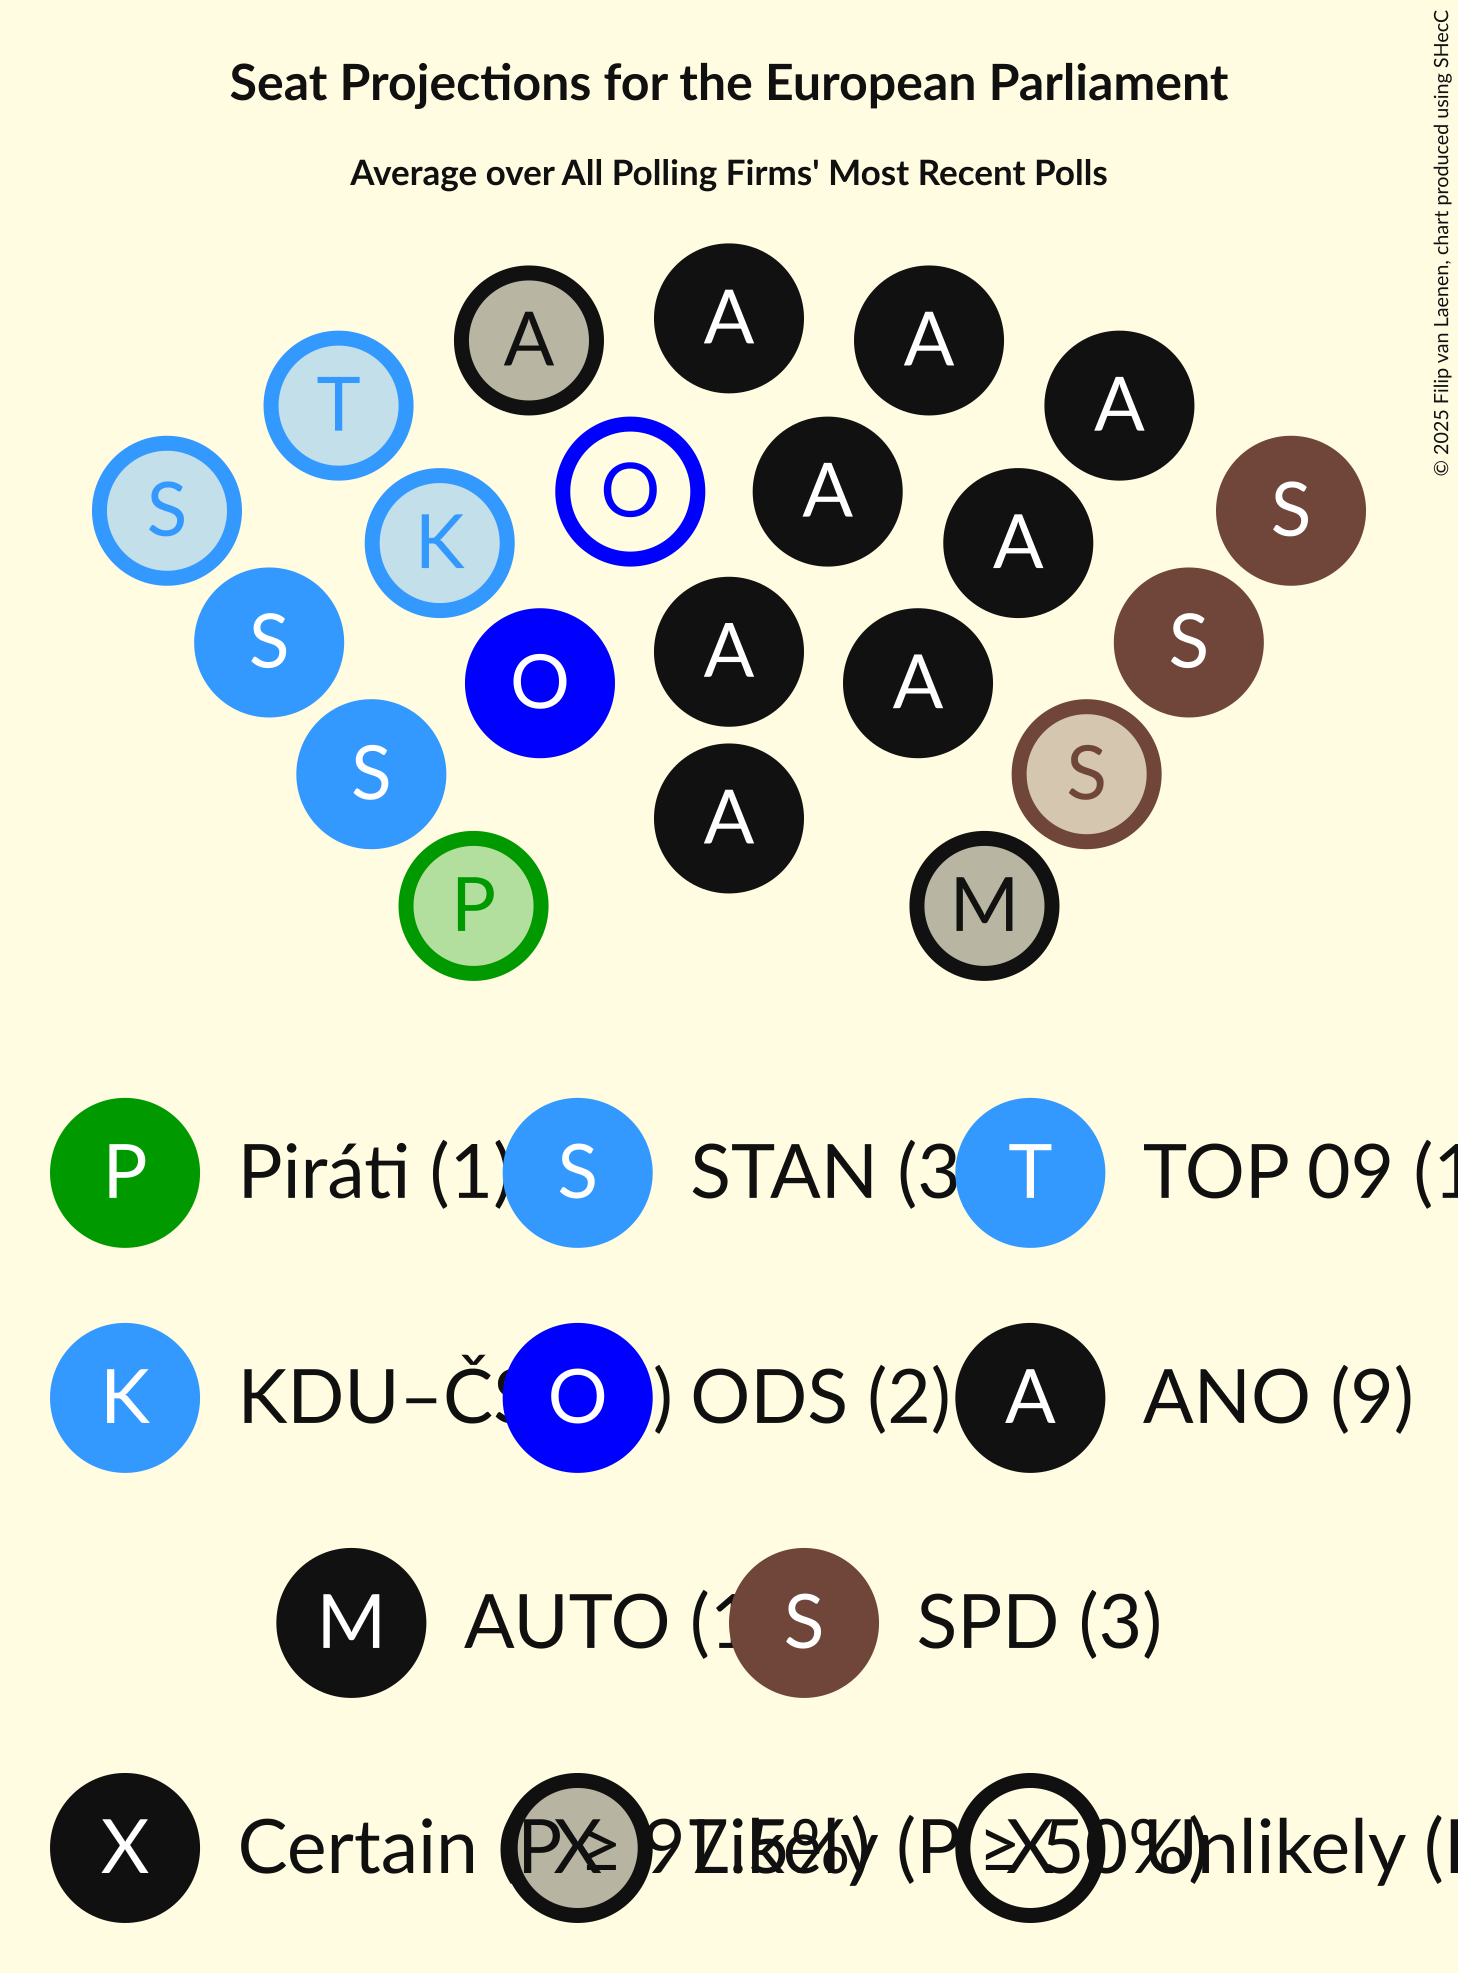 Seat Projections for the European Parliament
Average over All Polling Firms' Most Recent Polls
© 2025 Filip van Laenen, chart produced using SHecC
A
A A
T A
O A
S K A S
S A S
O A
S S
A
P M
P Piráti (1) S STAN (3 T TOP 09 (1
K O ODS (2) A ANO (9)
M AUTO (1 S SPD (3)
X Certain (P ≥ 97.5%) X Likely (P ≥ 50%) X Unlikely